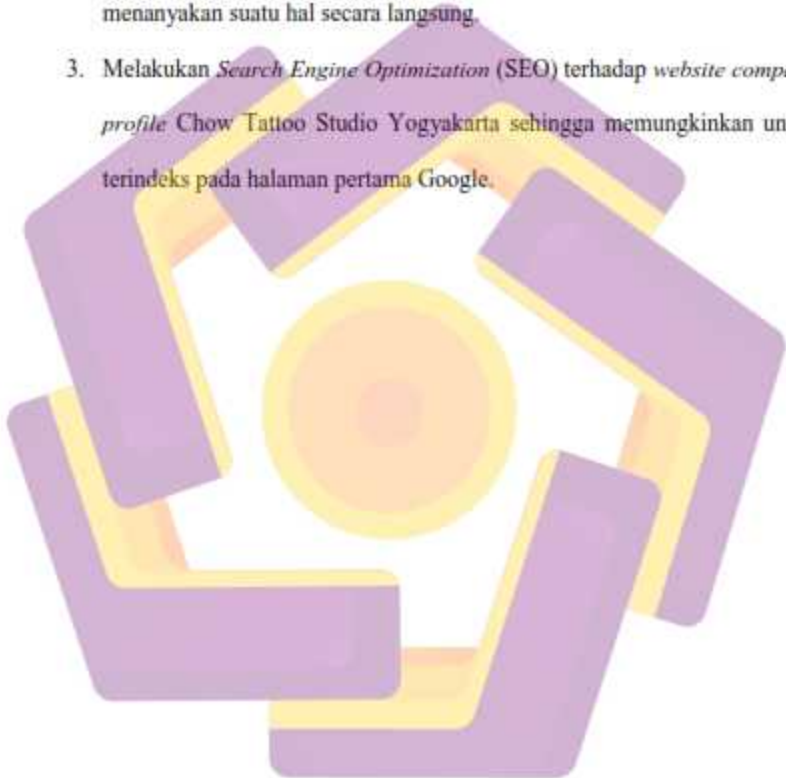 menanyakan suatu hal secara langsung.
3. Melakukan Search Engine Optimization (SEO) terhadap website
profile Chow Tattoo Studio Yogyakarta sehingga memungkinkan
terindeks pada halaman pertama Google.